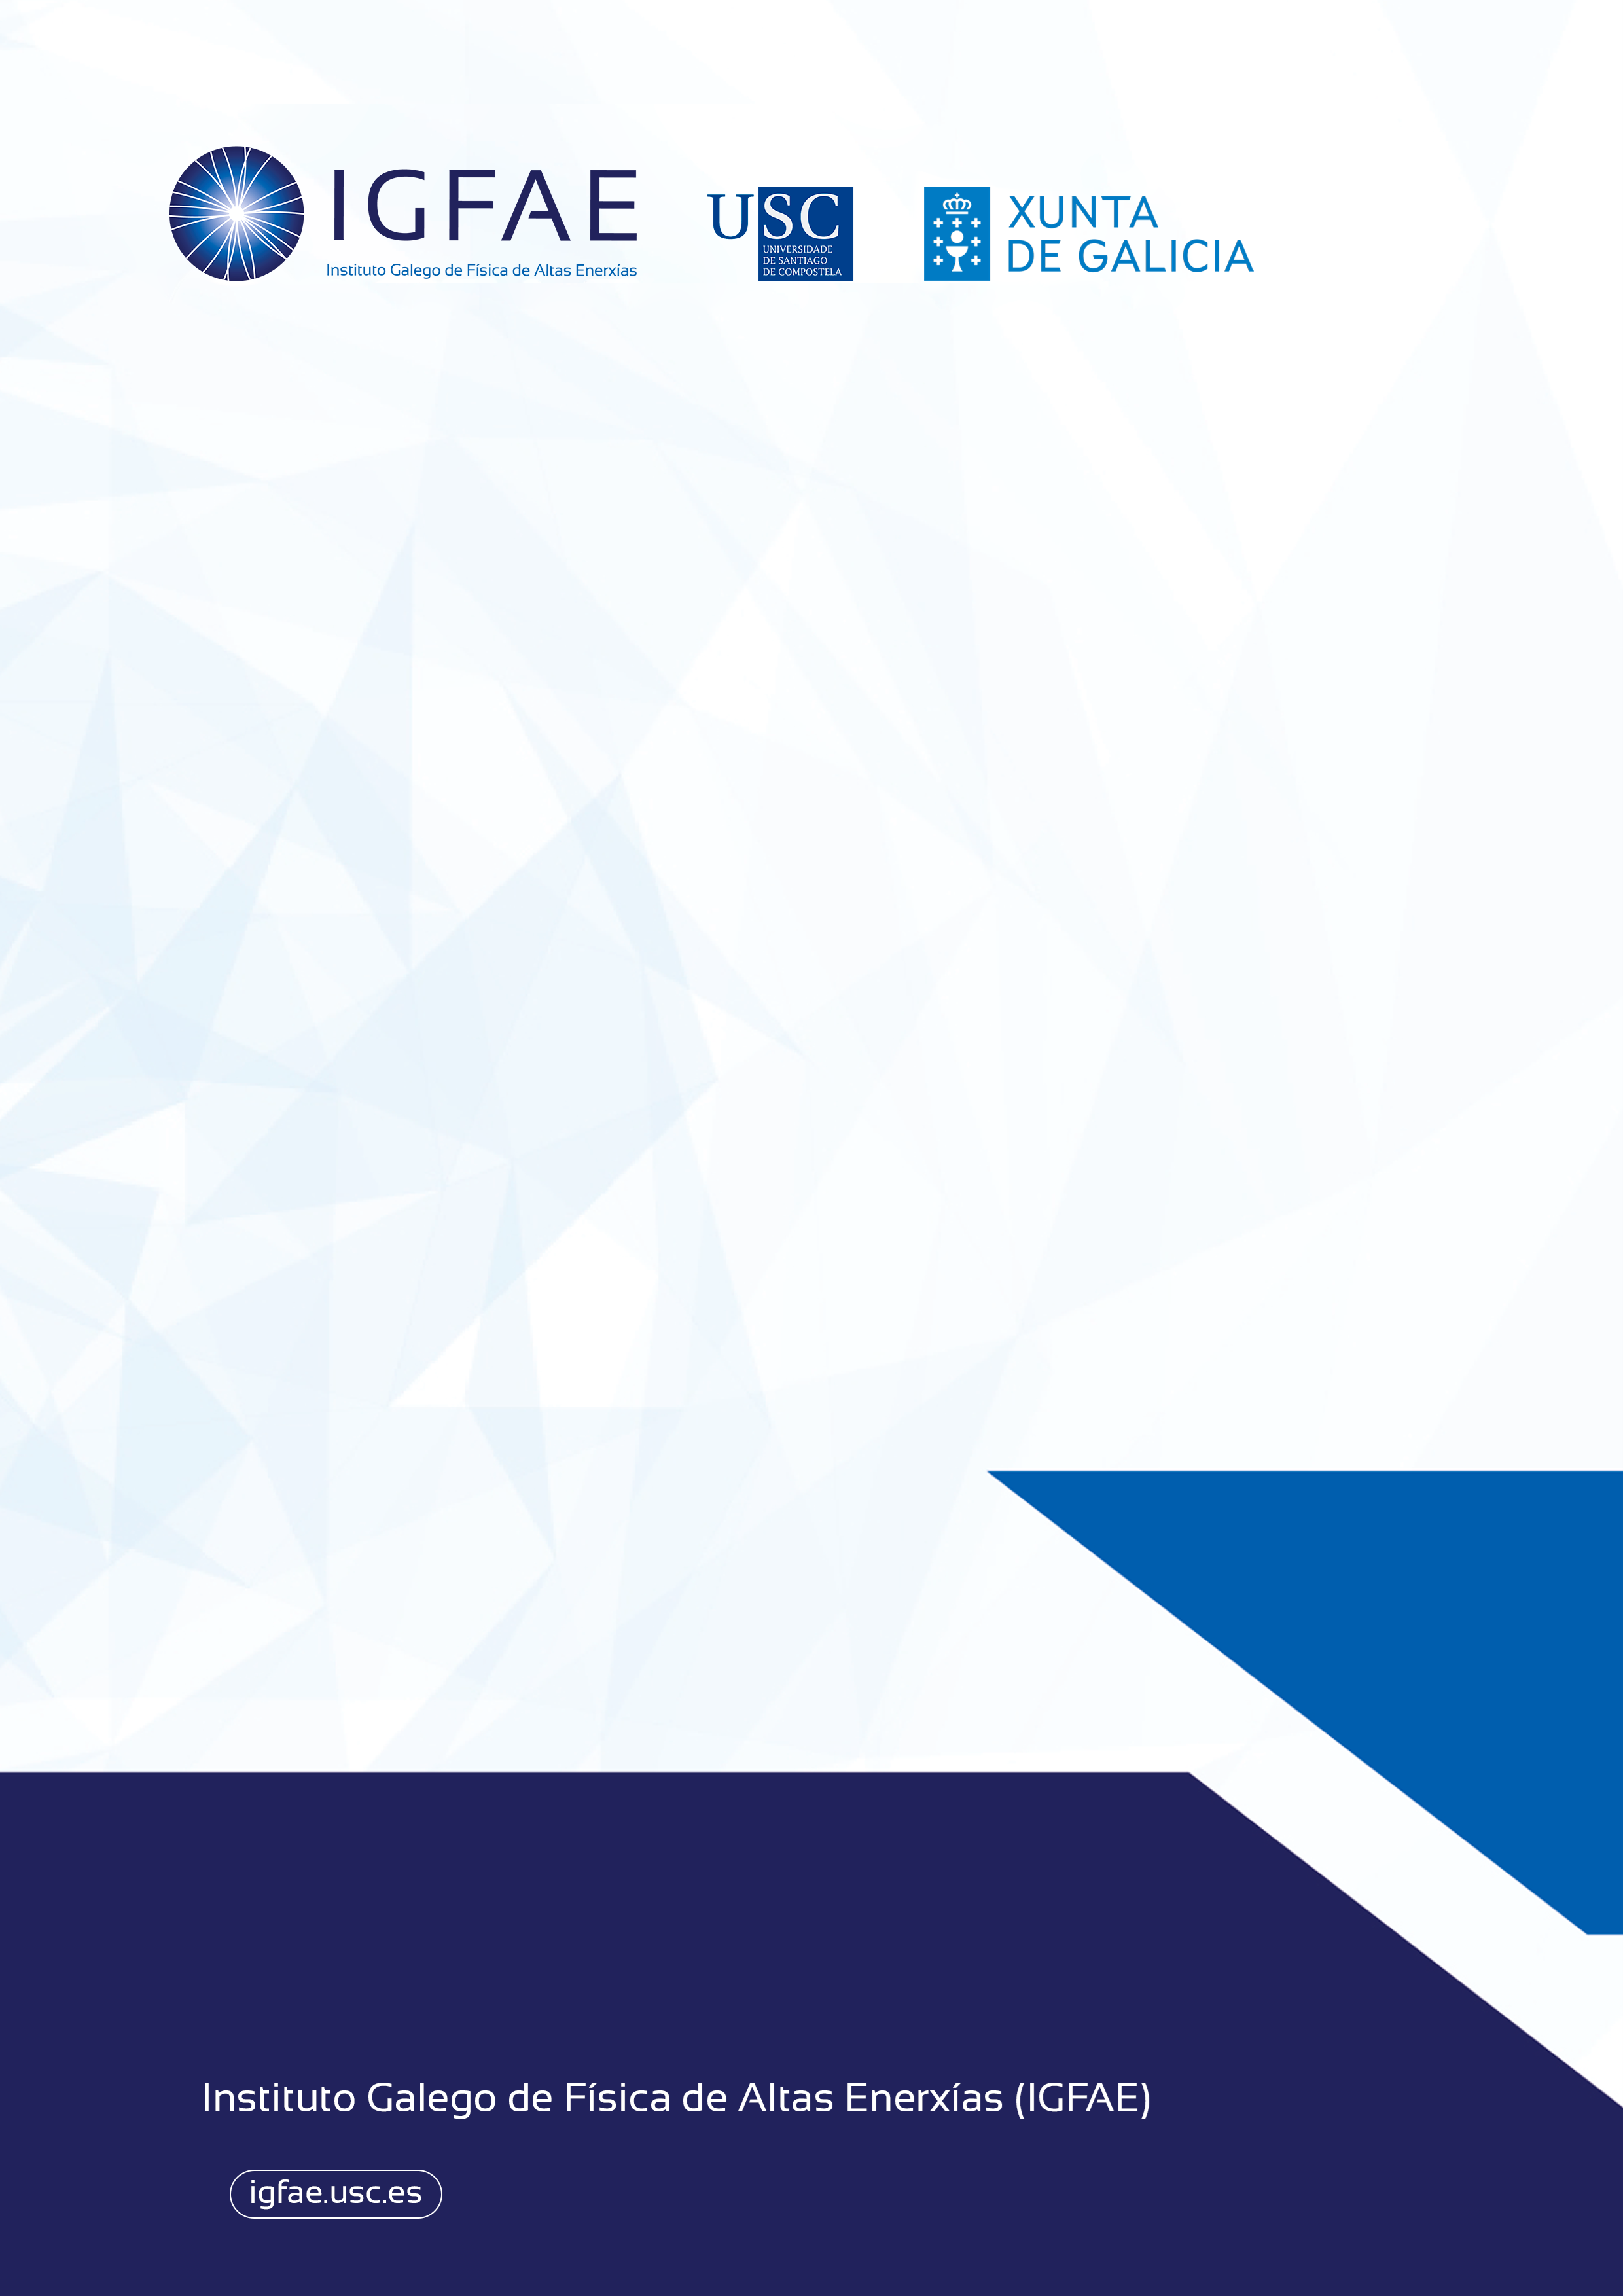 IGFAE
Instituto Galego de Física de Altas Enerxías
USC
UNIVERSIDADE
DE SANTIAGO
DE COMPOSTELA
XUNTA
DE GALICIA
Instituto Galego de Física de Altas Enerxías (IGFAE)
igfae.usc.es